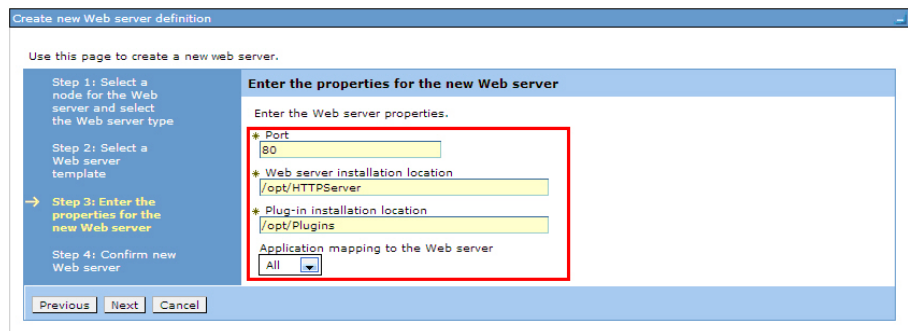 Create new Web server definition
Use this page to create a new web server.
Step 1: Select a
node for the Web
server and select
the Web server type
Step 2: Select a
Web server
template
Step 3: Enter the
properties for the
new Web server
Step 4: Confirm new
Web server
Enter the properties for the new Web server
Enter the Web server properties.
* Port
80
* Web server installation location
/opt/HTTPServer
* Plug-in installation location
/opt/Plugins
Application mapping to the Web server
All
Previous Next Cancel